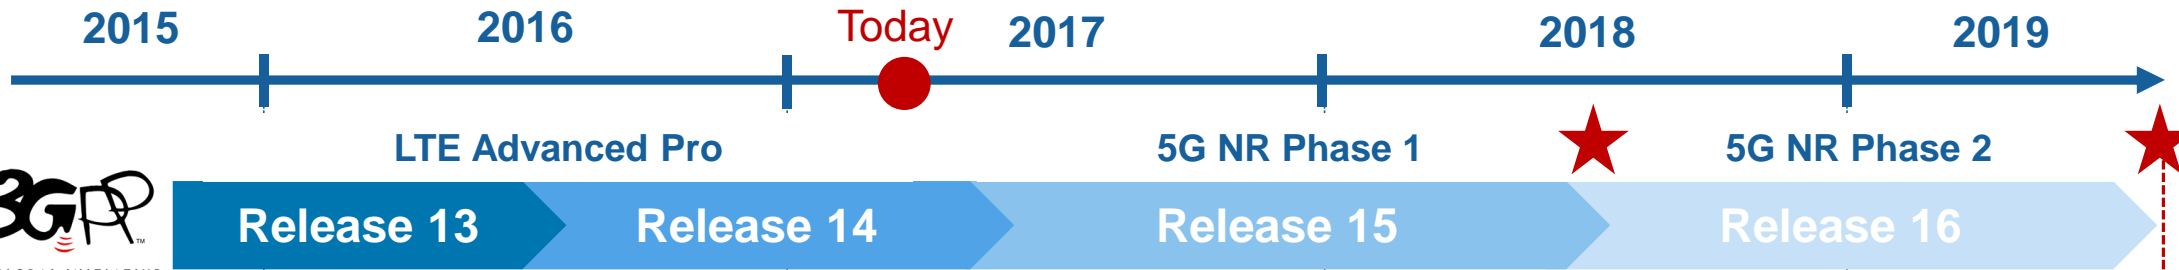 2015 2016 Today 2017 2018 2019
LTE Advanced Pro 5G NR Phase 1 5G NR Phase 2
3GPP TM
Release 13 Release 14 Release 15 Release 16